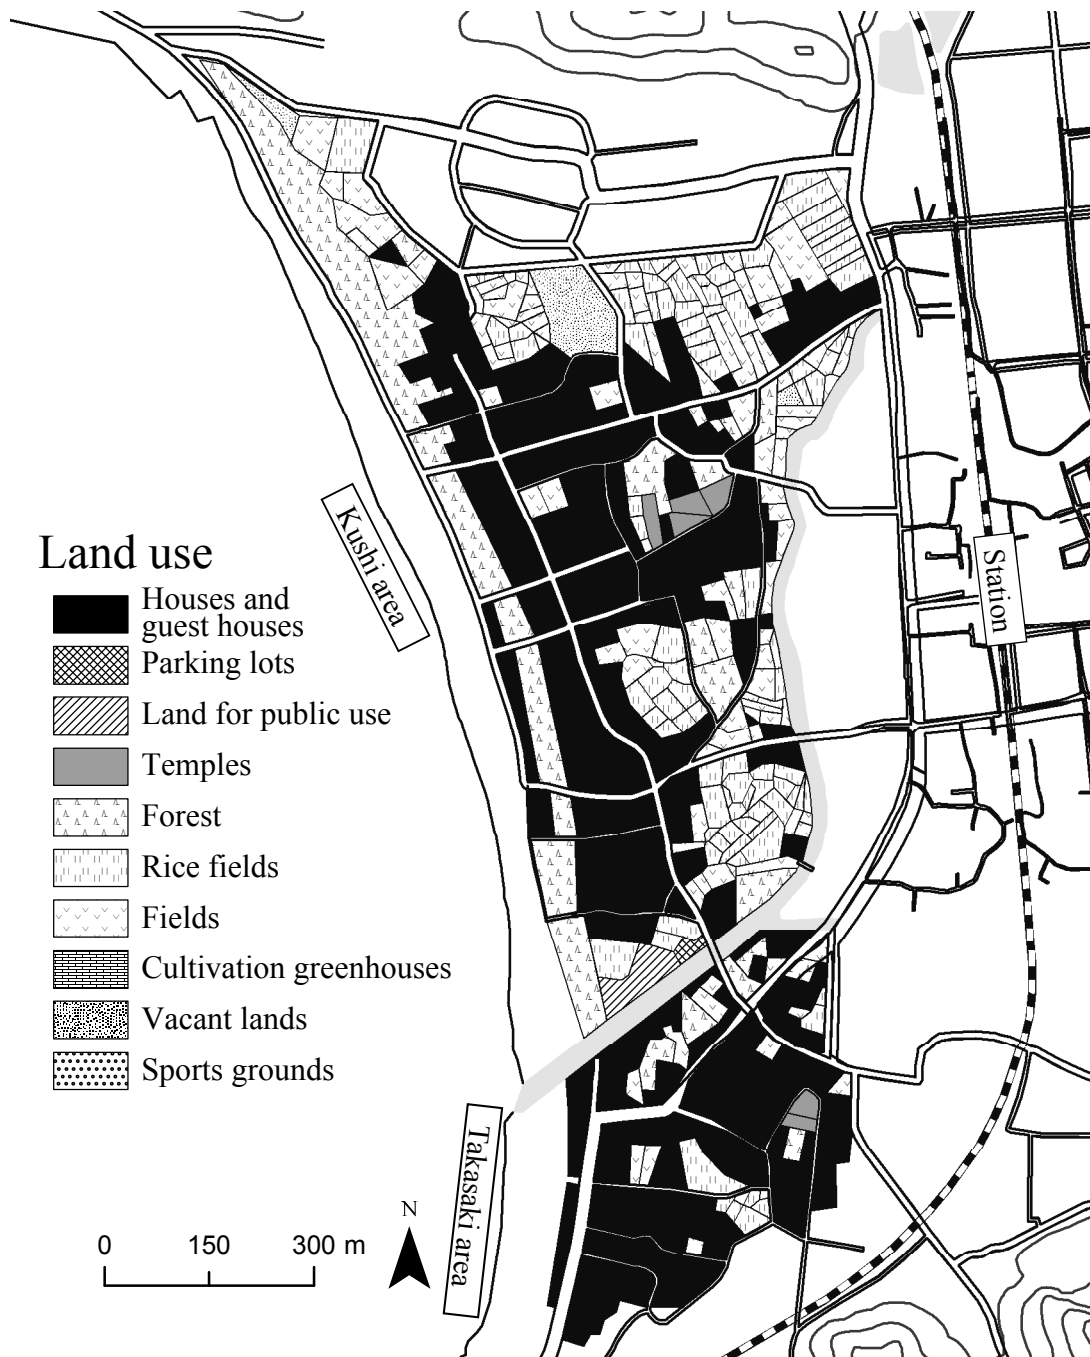 Kushi area
Station
Land use
Houses and
guest houses
Parking lots
Land for public use
Temples
Forest
Rice fields
Fields
Cultivation greenhouses
Vacant lands
Sports grounds
Takasaki area
N
0 150 300 m